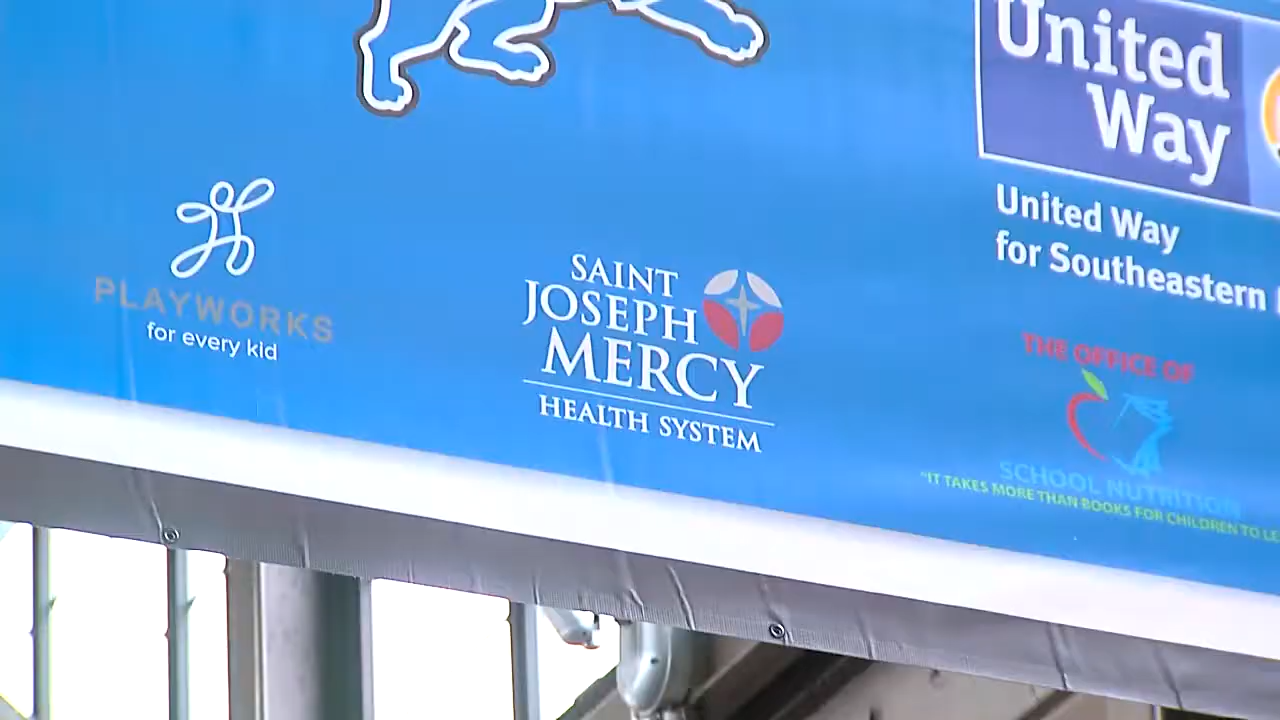 United
Way
United Way
for Southeastern
PLAYWORKS
for every kid
SAINT
JOSEPH
MERCY
HEALTH SYSTEM
THE OFFICE OF
SCHOOL NUTRITION
"IT TAKES MORE THAN BOOKS FOR CHILDREN TO